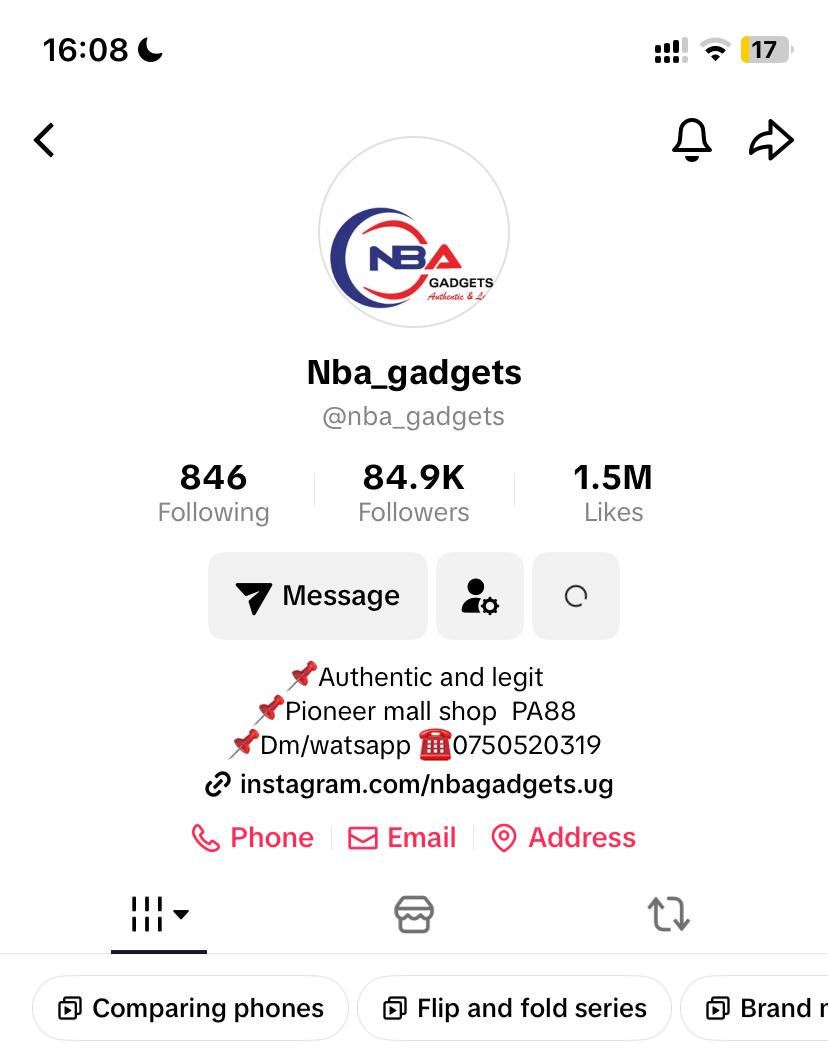 16:08
17
NBA
GADGETS
Authentic &
Nba_gadgets
@nba_gadgets
846 84.9K 1.5M
Following Followers Likes
Message
📌Authentic and legit
📌Pioneer mall shop PA88
📌Dm/watsapp ☎️0750520319
instagram.com/nbagadgets.ug
Phone Email Address
Comparing phones Flip and fold series Brand